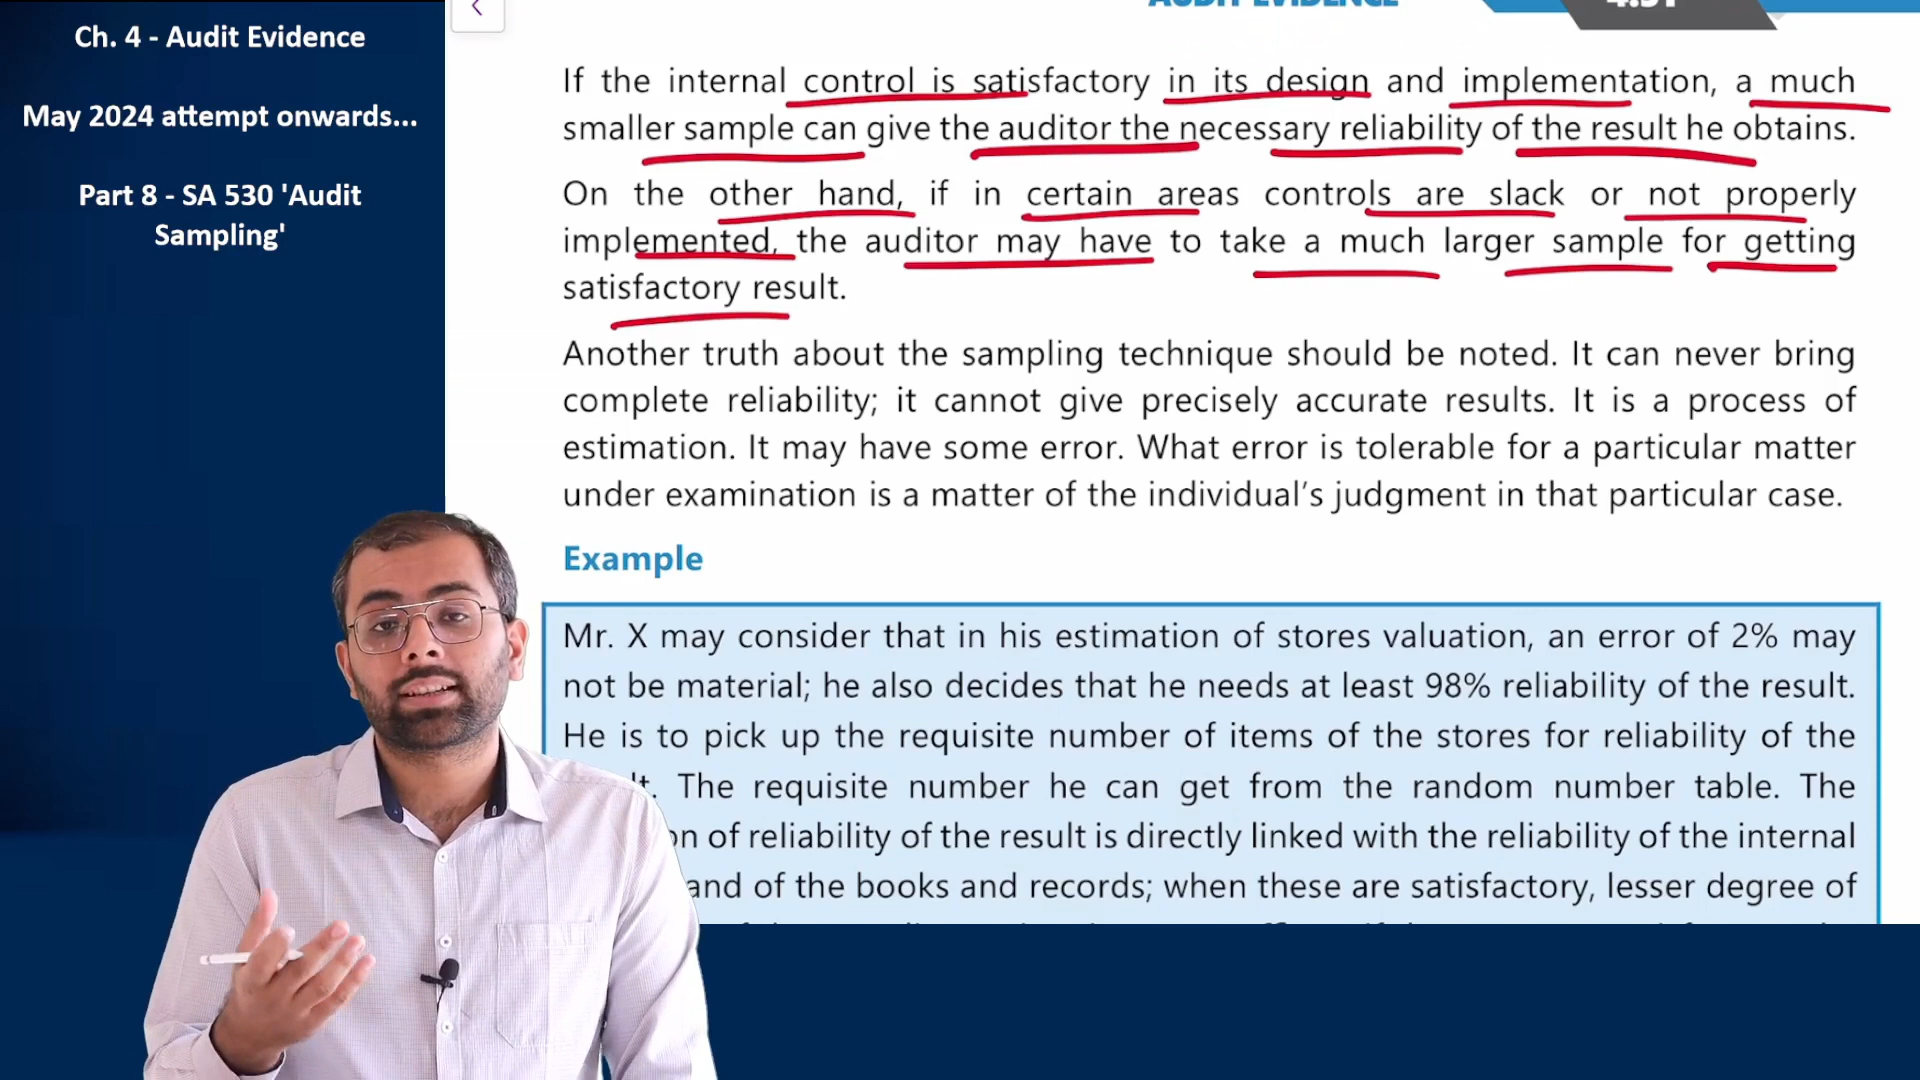 Ch. 4 - Audit Evidence
May 2024 attempt onwards...
Part 8 - SA 530 'Audit
Sampling'
AUDIT EVIDENCE
If the internal control is satisfactory in its design and implementation, a much
smaller sample can give the auditor the necessary reliability of the result he obtains.
On the other hand, if in certain areas controls are slack or not properly
implemented, the auditor may have to take a much larger sample for getting
satisfactory result.
Another truth about the sampling technique should be noted. It can never bring
complete reliability; it cannot give precisely accurate results. It is a process of
estimation. It may have some error. What error is tolerable for a particular matter
under examination is a matter of the individual's judgment in that particular case.
Example
Mr. X may consider that in his estimation of stores valuation, an error of 2% may
not be material; he also decides that he needs at least 98% reliability of the result.
He is to pick up the requisite number of items of the stores for reliability of the
The requisite number he can get from the random number table. The
of reliability of the result is directly linked with the reliability of the internal
and of the books and records; when these are satisfactory, lesser degree of